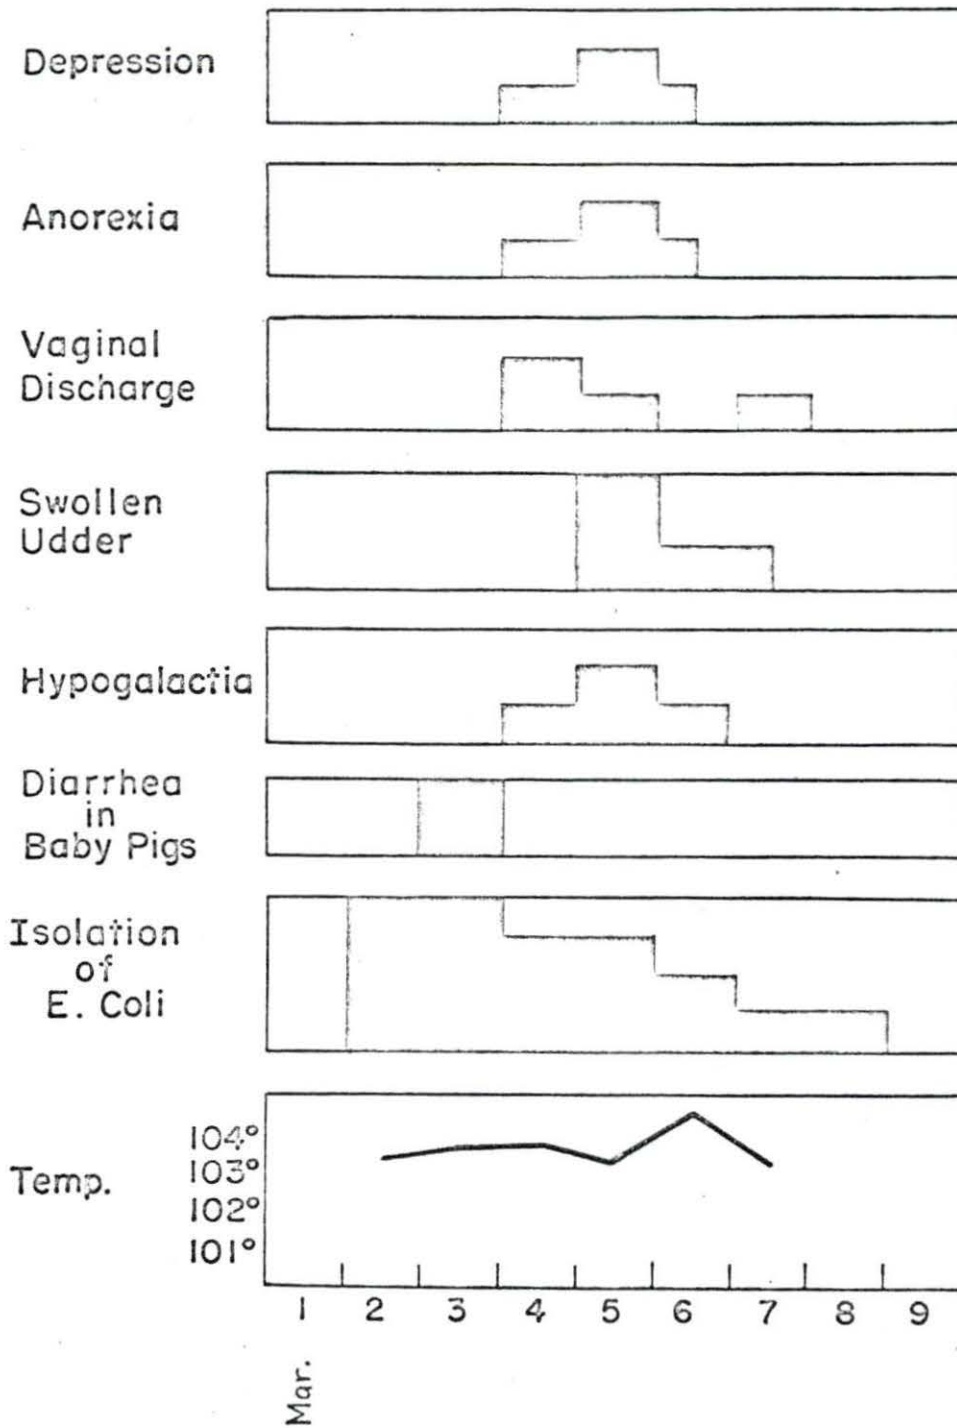 Depression
Anorexia
Vaginal
Discharge
Swollen
Udder
Hypogalactia
Diarrhea
in
Baby Pigs
Isolation
of
E. Coli
Temp.
104°
103°
102°
101°
1 2 3 4 5 6 7 8 9
Mar.